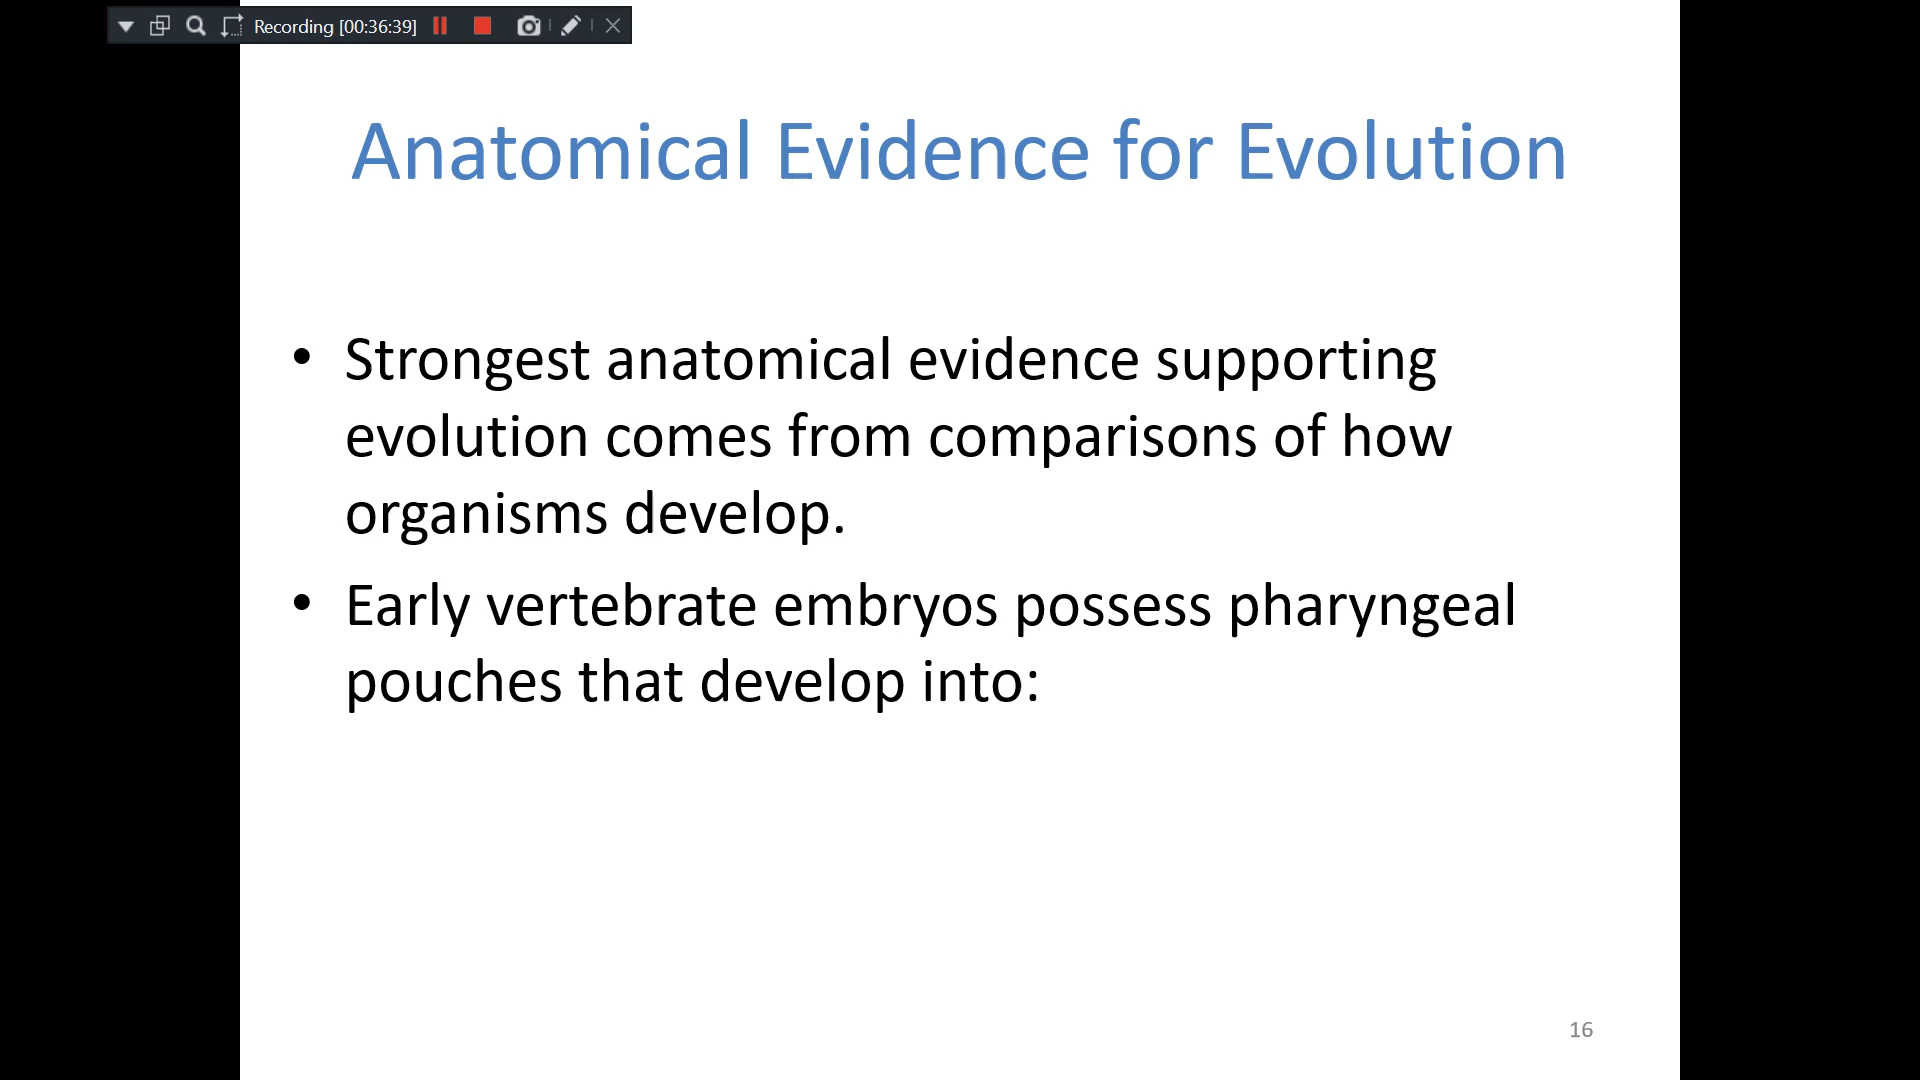 Recording [00:36:39]
Anatomical Evidence for Evolution
• Strongest anatomical evidence supporting
evolution comes from comparisons of how
organisms develop.
• Early vertebrate embryos possess pharyngeal
pouches that develop into:
16